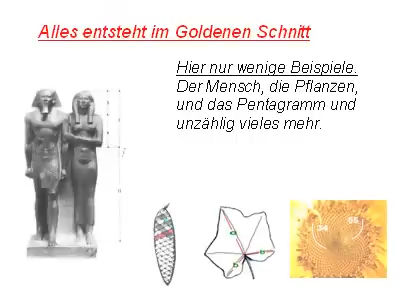 Alles entsteht im Goldenen Schnitt
Hier nur wenige Beispiele.
Der Mensch, die Pflanzen,
und das Pentagramm und
unzählig vieles mehr.
34